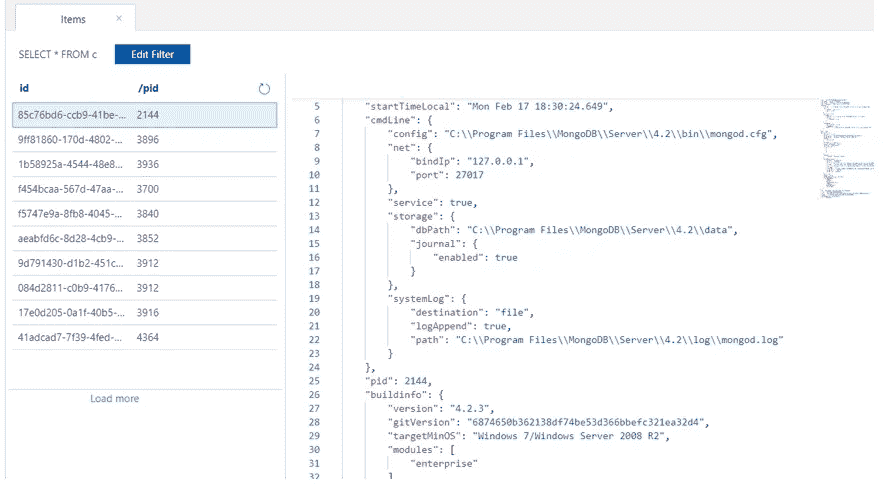 Items ×
SELECT * FROM c Edit Filter
id /pid
85c76bd6-ccb9-41be-... 2144
9ff81860-170d-4802-... 3896
1b58925a-4544-48e8... 3936
f454bcaa-567d-47aa-... 3700
f5747e9a-8fb8-4045-... 3840
aeabfd6c-8d28-4cb9-... 3852
9d791430-d1b2-451c... 3912
084d2811-c0b9-4176... 3912
17e0d205-0a1f-40b5-... 3916
41adcad7-7f39-4fed-... 4364
Load more
5 "startTimeLocal": "Mon Feb 17 18:30:24.649",
6 "cmdLine": {
7 "config": "C:\\Program Files\\MongoDB\\Server\\4.2\\bin\\mongod.cfg",
8 "net": {
9 "bindIp": "127.0.0.1",
10 "port": 27017
11 },
12 "service": true,
13 "storage": {
14 "dbPath": "C:\\Program Files\\MongoDB\\Server\\4.2\\data",
15 "journal": {
16 "enabled": true
17 }
18 },
19 "systemLog": {
20 "destination": "file",
21 "logAppend": true,
22 "path": "C:\\Program Files\\MongoDB\\Server\\4.2\\log\\mongod.log"
23 }
24 },
25 "pid": 2144,
26 "buildinfo": {
27 "version": "4.2.3",
28 "gitVersion": "6874650b362138df74be53d366bbefc321ea32d4",
29 "targetMinOS": "Windows 7/Windows Server 2008 R2",
30 "modules": [
31 "enterprise"
32 ]